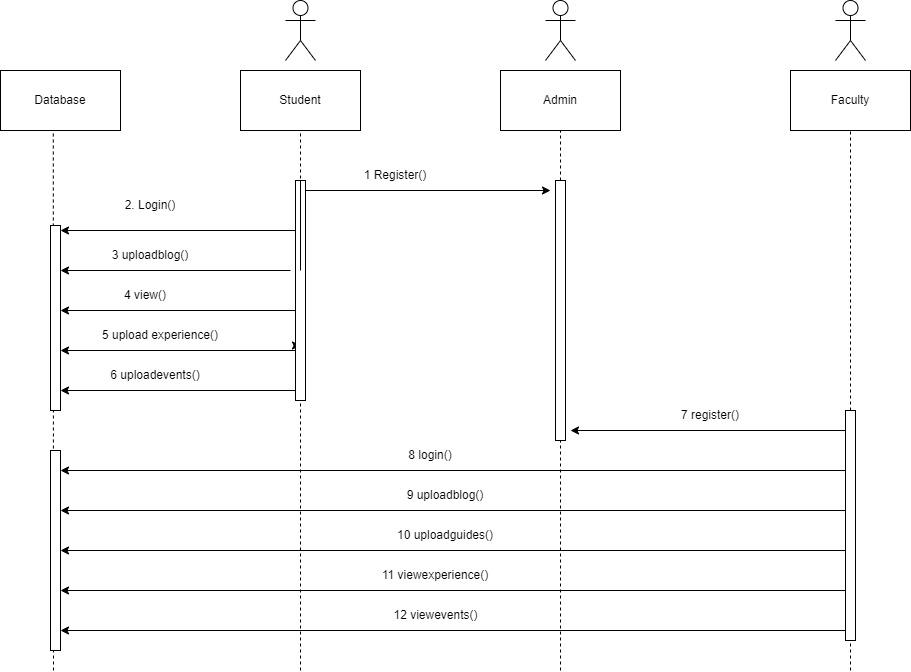 Database
Student
Admin
Faculty
1 Register()
2. Login()
3 uploadblog()
4 view()
5 upload experience()
6 uploadevents()
7 register()
8 login()
9 uploadblog()
10 uploadguides()
11 viewexperience()
12 viewevents()